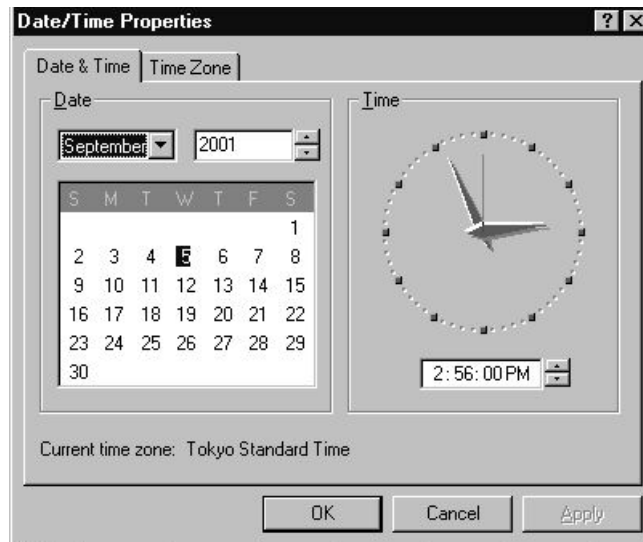 Date/Time Properties
Date & Time
Time Zone
Date
Time
September
2001
S M T W T F S
1
2 3 4 5 6 7 8
9 10 11 12 13 14 15
16 17 18 19 20 21 22
23 24 25 26 27 28 29
30
2:56:00 PM
Current time zone: Tokyo Standard Time
OK
Cancel
Apply